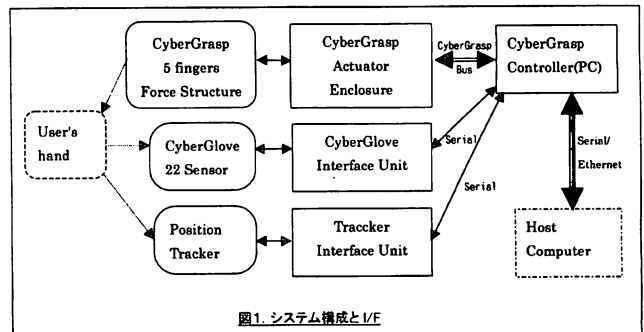 CyberGrasp
5 fingers
Force Structure
CyberGrasp
Actuator
Enclosure
CyberGrasp
Bus
CyberGrasp
Controller(PC)
User's
hand
CyberGlove
22 Sensor
CyberGlove
Interface Unit
Serial
Serial/
Ethernet
Serial
Position
Tracker
Traccker
Interface Unit
Host
Computer
図1. システム構成とI/F